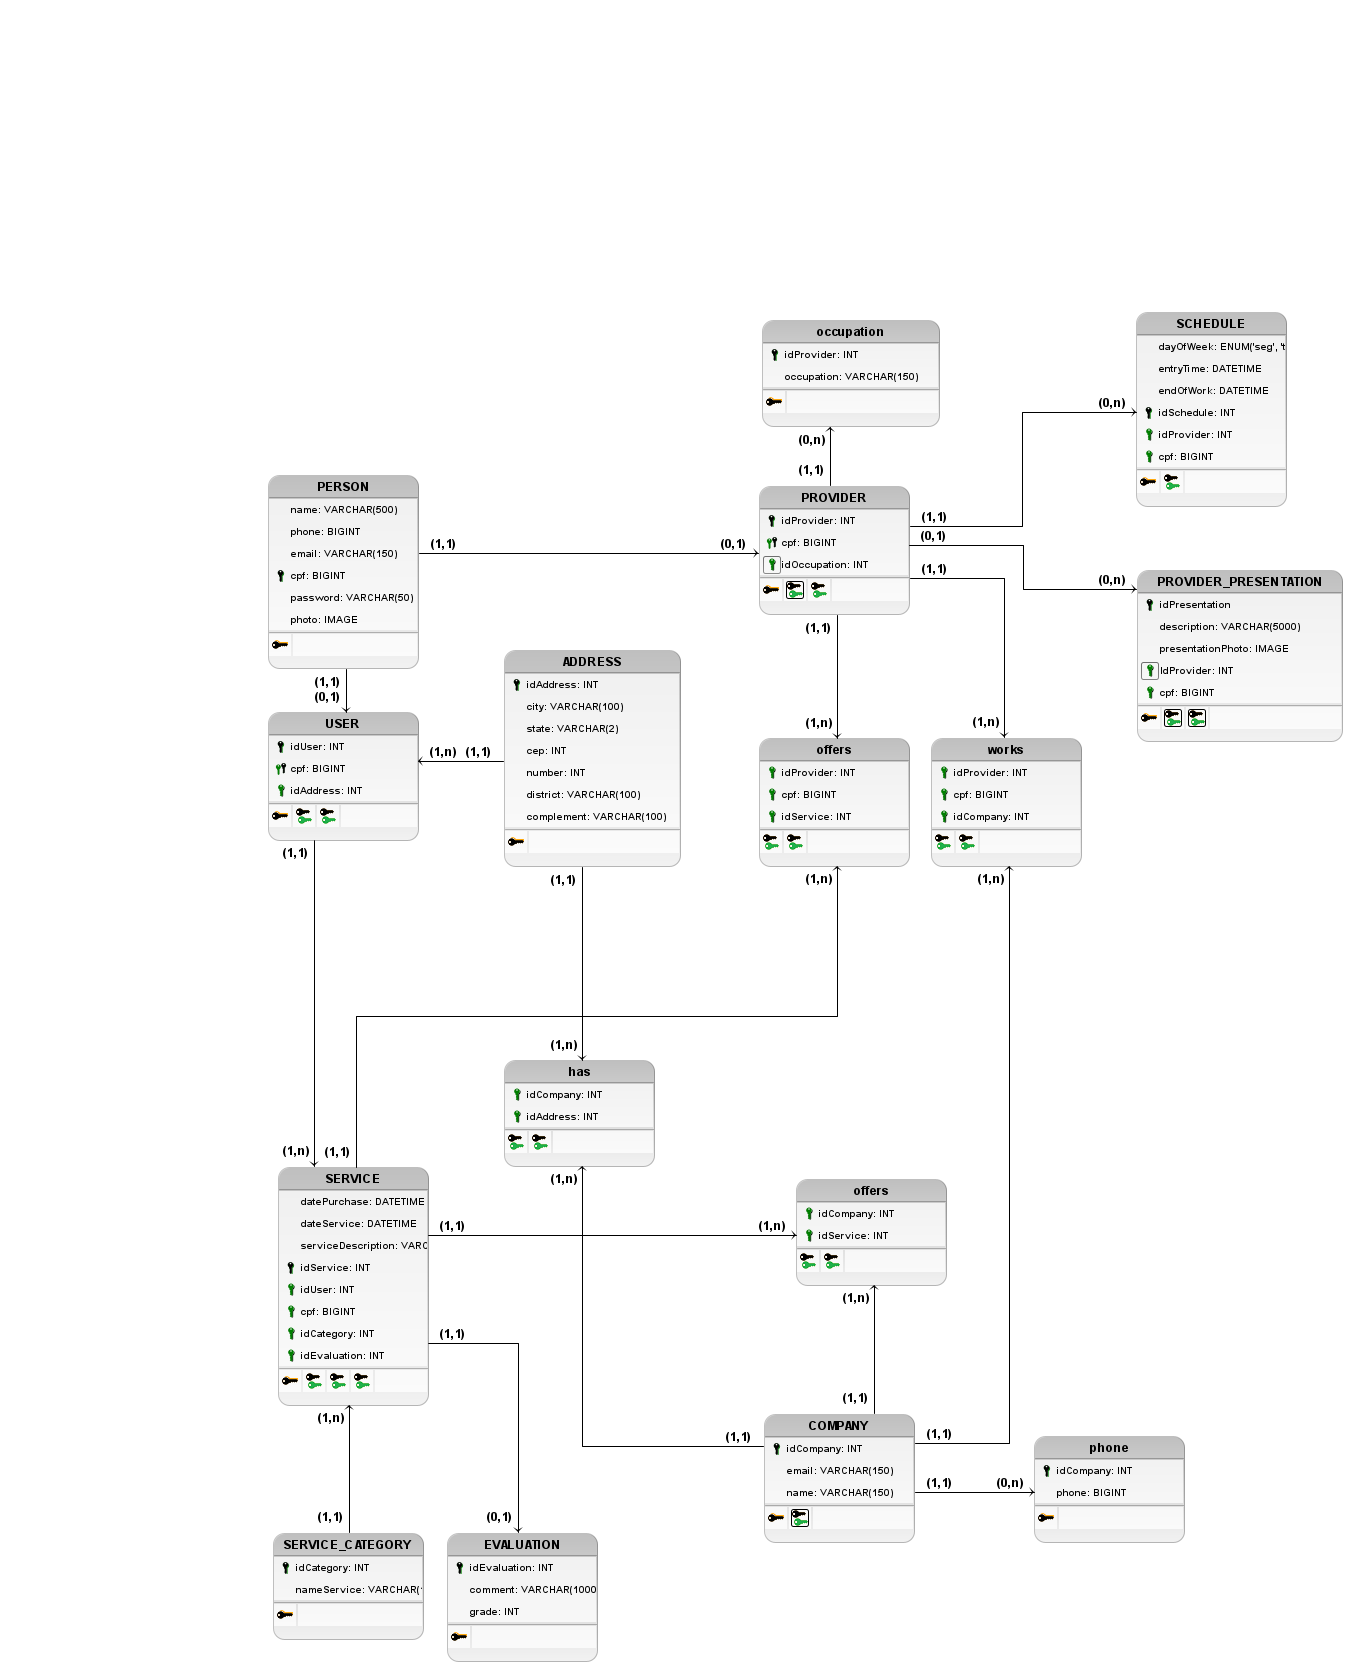 occupation
idProvider: INT
occupation: VARCHAR(150)
(0,n)
(1,1)
SCHEDULE
dayOfWeek: ENUM('seg', 't
entryTime: DATETIME
endOfWork: DATETIME
idSchedule: INT
idProvider: INT
cpf: BIGINT
(0,n)
PERSON
name: VARCHAR(500)
phone: BIGINT
email: VARCHAR(150)
cpf: BIGINT
password: VARCHAR(50)
photo: IMAGE
(1,1)
(0,1)
PROVIDER
idProvider: INT
cpf: BIGINT
idOccupation: INT
(1,1)
(0,1)
(1,1)
(0,n)
PROVIDER_PRESENTATION
idPresentation
description: VARCHAR(5000)
presentationPhoto: IMAGE
IdProvider: INT
cpf: BIGINT
(1,1)
(0,1)
USER
idUser: INT
cpf: BIGINT
idAddress: INT
(1,n) (1,1)
ADDRESS
idAddress: INT
city: VARCHAR(100)
state: VARCHAR(2)
cep: INT
number: INT
district: VARCHAR(100)
complement: VARCHAR(100)
(1,1)
(1,n)
offers
idProvider: INT
cpf: BIGINT
idService: INT
(1,n)
(1,n)
works
idProvider: INT
cpf: BIGINT
idCompany: INT
(1,n)
(1,1)
(1,1)
(1,n)
has
idCompany: INT
idAddress: INT
(1,n)
(1,n)
(1,1)
SERVICE
datePurchase: DATETIME
dateService: DATETIME
serviceDescription: VARC
idService: INT
idUser: INT
cpf: BIGINT
idCategory: INT
idEvaluation: INT
(1,1)
(1,n)
offers
idCompany: INT
idService: INT
(1,n)
(1,1)
(1,1)
(1,n)
(1,1)
COMPANY
idCompany: INT
email: VARCHAR(150)
name: VARCHAR(150)
(1,1)
(1,1)
(1,1)
(0,n)
phone
idCompany: INT
phone: BIGINT
SERVICE_CATEGORY
idCategory: INT
nameService: VARCHAR(
(0,1)
EVALUATION
idEvaluation: INT
comment: VARCHAR(1000
grade: INT